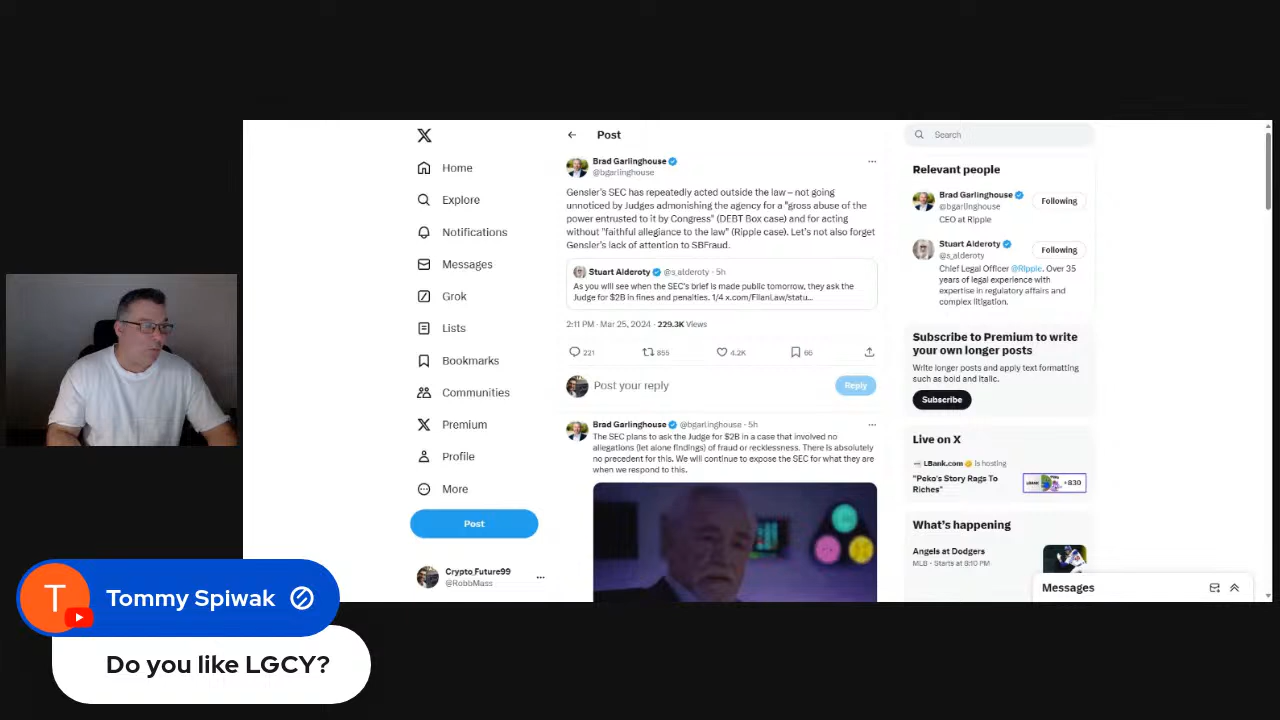 Post
Brad Garlinghouse
@bgarlinghouse
Gensler's SEC has repeatedly acted outside the law – not going
unnoticed by Judges admonishing the agency for a "gross abuse of the
power entrusted to it by Congress" (DEBT Box case) and for acting
without "faithful allegiance to the law" (Ripple case). Let's not also forget
Gensler's lack of attention to SBFraud.
Stuart Alderoty @s_alderoty · 5h
As you will see when the SEC's brief is made public tomorrow, they ask the
Judge for $2B in fines and penalties. 1/4 x.com/FilanLaw/statu...
2:11 PM · Mar 25, 2024 · 229.3K Views
221 855 4.2K 66
Post your reply
Reply
Brad Garlinghouse @bgarlinghouse · 5h
The SEC plans to ask the Judge for $2B in a case that involved no
allegations (let alone findings) of fraud or recklessness. There is absolutely
no precedent for this. We will continue to expose the SEC for what they are
when we respond to this.
Home
Explore
Notifications
Messages
Grok
Lists
Bookmarks
Communities
Premium
Profile
More
Post
Crypto_Future99
@RobbMass
Search
Relevant people
Brad Garlinghouse
@bgarlinghouse
Following
CEO at Ripple
Stuart Alderoty
@s_alderoty
Following
Chief Legal Officer @Ripple. Over 35
years of legal experience with
expertise in regulatory affairs and
complex litigation.
Subscribe to Premium to write
your own longer posts
Write longer posts and apply text formatting
such as bold and italic.
Subscribe
Live on X
LBank.com is hosting
"Peko's Story Rags To
Riches"
+830
What's happening
Angels at Dodgers
MLB · Starts at 8:10 PM
Messages
T
Tommy Spiwak
Do you like LGCY?